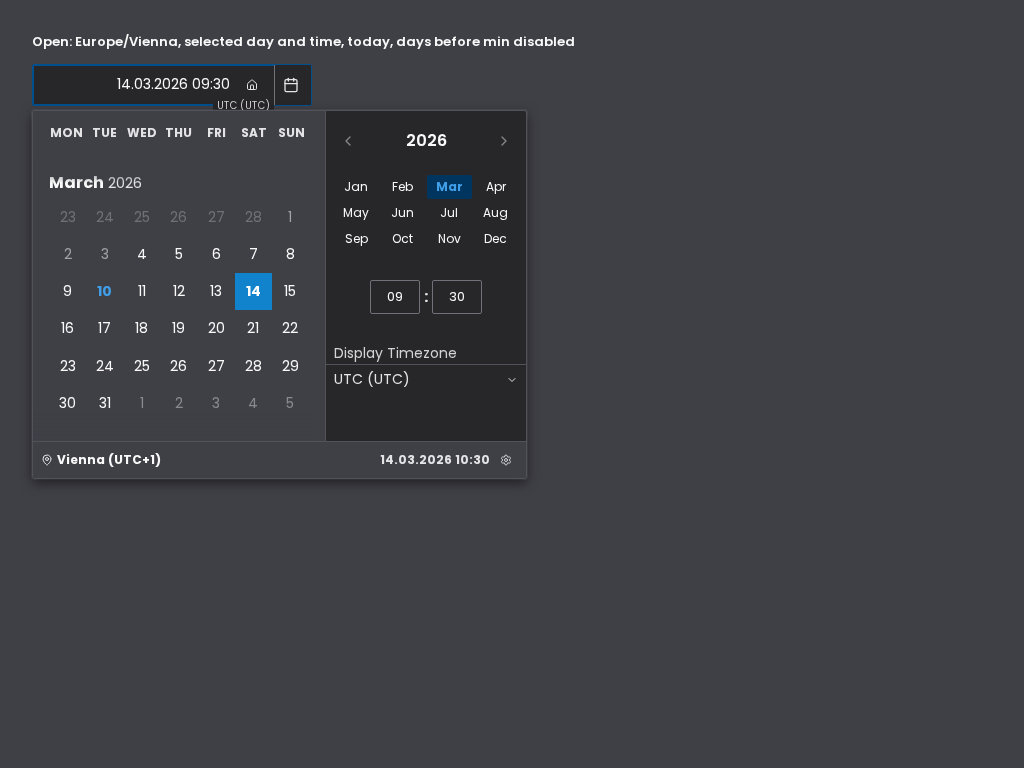 Open: Europe/Vienna, selected day and time, today, days before min disabled
14.03.2026 09:30
UTC (UTC)
MON TUE WED THU FRI SAT SUN
March 2026
23 24 25 26 27 28 1
2 3 4 5 6 7 8
9 10 11 12 13 14 15
16 17 18 19 20 21 22
23 24 25 26 27 28 29
30 31 1 2 3 4 5
2026
Jan Feb Mar Apr
May Jun Jul Aug
Sep Oct Nov Dec
09 : 30
Display Timezone
UTC (UTC)
Vienna (UTC+1) 14.03.2026 10:30